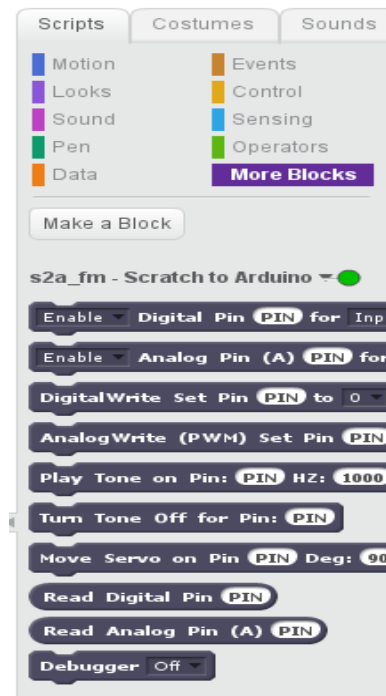 Scripts Costumes Sounds
Motion Events
Looks Control
Sound Sensing
Pen Operators
Data More Blocks
Make a Block
s2a_fm - Scratch to Arduino
Enable Digital Pin PIN for Inp
Enable Analog Pin (A) PIN for
DigitalWrite Set Pin PIN to 0
AnalogWrite (PWM) Set Pin PIN
Play Tone on Pin: PIN HZ: 1000
Turn Tone Off for Pin: PIN
Move Servo on Pin PIN Deg: 90
Read Digital Pin PIN
Read Analog Pin (A) PIN
Debugger Off